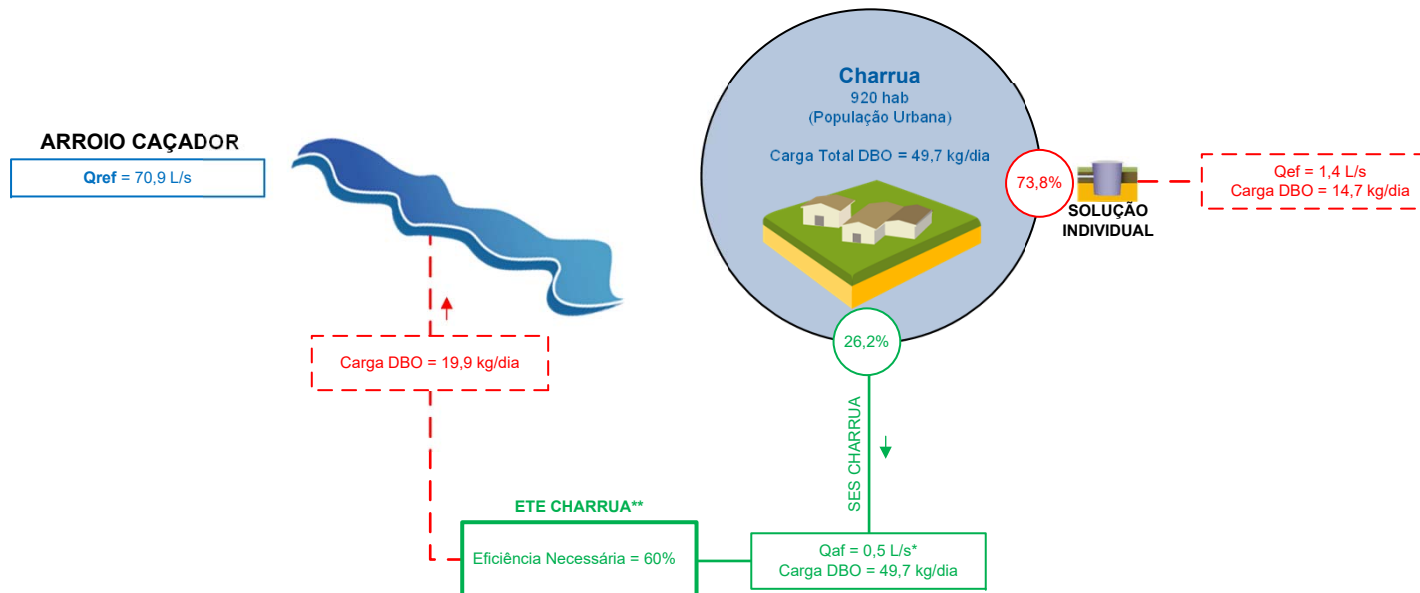 ARROIO CAÇADOR
Qref = 70,9 L/s
Charrua
920 hab
(População Urbana)
Carga Total DBO = 49,7 kg/dia
73,8%
SOLUÇÃO
INDIVIDUAL
Qef = 1,4 L/s
Carga DBO = 14,7 kg/dia
26,2%
Carga DBO = 19,9 kg/dia
SES CHARRUA
ETE CHARRUA**
Eficiência Necessária = 60%
Qaf = 0,5 L/s*
Carga DBO = 49,7 kg/dia